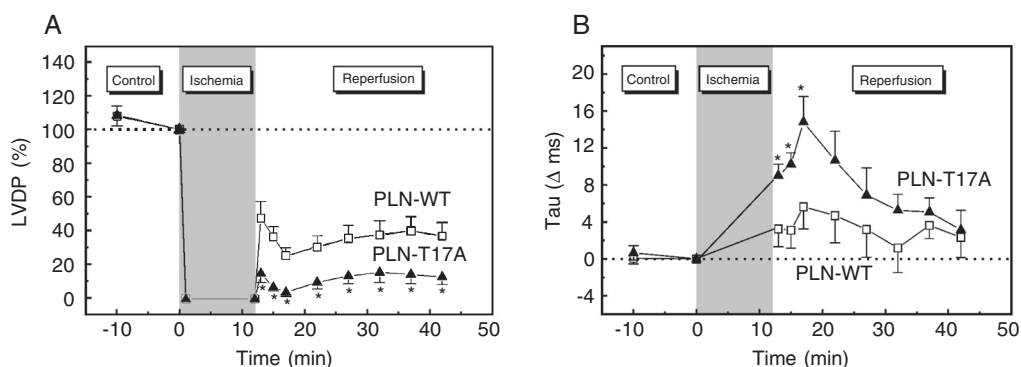 A
140
120
100
80
60
40
20
0
LVDP (%)
Control
Ischemia
Reperfusion
PLN-WT
PLN-T17A
* * * * * * * *
-10 0 10 20 30 40 50
Time (min)
B
20
16
12
8
4
0
-4
Tau (Δ ms)
Control
Ischemia
Reperfusion
* * *
PLN-T17A
PLN-WT
-10 0 10 20 30 40 50
Time (min)